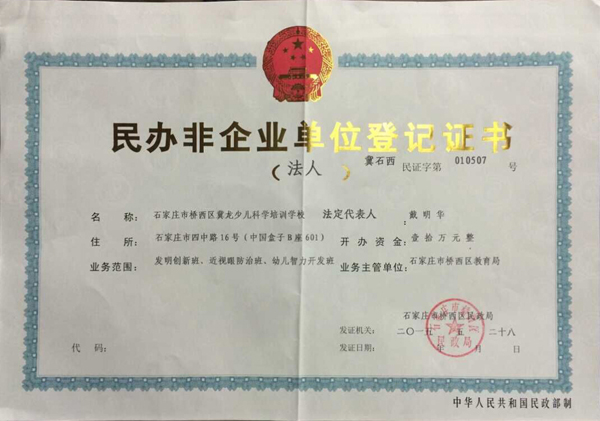 民办非企业单位登记证书
(法人) 冀石西 民证字第 010507 号
名 称: 石家庄市桥西区冀龙少儿科学培训学校 法定代表人 戴明华
住 所: 石家庄市四中路16号(中国盒子B座601) 开办资金: 壹拾万元整
业务范围: 发明创新班、近视眼防治班、幼儿智力开发班 业务主管单位: 石家庄市桥西区教育局
石家庄市桥西区民政局
发证机关: 二〇一五 五 二十八
代 码: 发证日期: 年 月 日
中华人民共和国民政部制